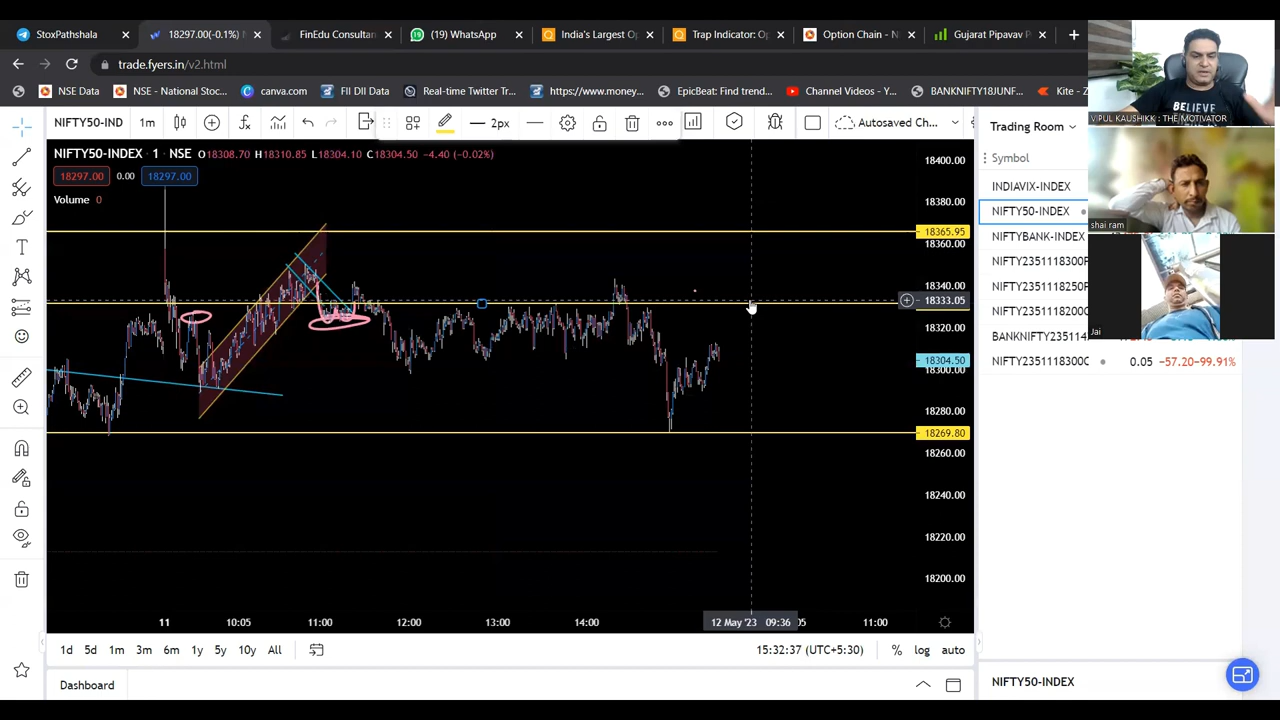 StoxPathshala
18297.00(-0.1%) N
FinEdu Consultan
(19) WhatsApp
India's Largest O
Trap Indicator: O
Option Chain - N
Gujarat Pipavav P
trade.fyers.in/v2.html
NSE Data
NSE - National Stoc...
canva.com
FII DII Data
Real-time Twitter Tr...
https://www.money...
EpicBeat: Find trend...
Channel Videos - Y...
BANKNIFTY18JUNF...
Kite - Z
BELIEVE
VIPUL KAUSHIKK : THE MOTIVATOR
NIFTY50-IND
1m
2px
Autosaved Ch...
Trading Room
NIFTY50-INDEX · 1 · NSE O18308.70 H18310.85 L18304.10 C18304.50 −4.40 (−0.02%)
18297.00 0.00 18297.00
Volume 0
Symbol
INDIAVIX-INDEX
NIFTY50-INDEX
NIFTYBANK-INDEX
NIFTY2351118300P
NIFTY2351118250P
NIFTY2351118200P
BANKNIFTY235114
NIFTY2351118300C 0.05 −57.20 −99.91%
shai ram
Jai
18400.00
18380.00
18365.95
18360.00
18340.00
18333.05
18320.00
18304.50
18300.00
18280.00
18269.80
18260.00
18240.00
18220.00
18200.00
11 10:05 11:00 12:00 13:00 14:00 12 May '23 09:36 11:00
1d 5d 1m 3m 6m 1y 5y 10y All
15:32:37 (UTC+5:30) % log auto
NIFTY50-INDEX
Dashboard